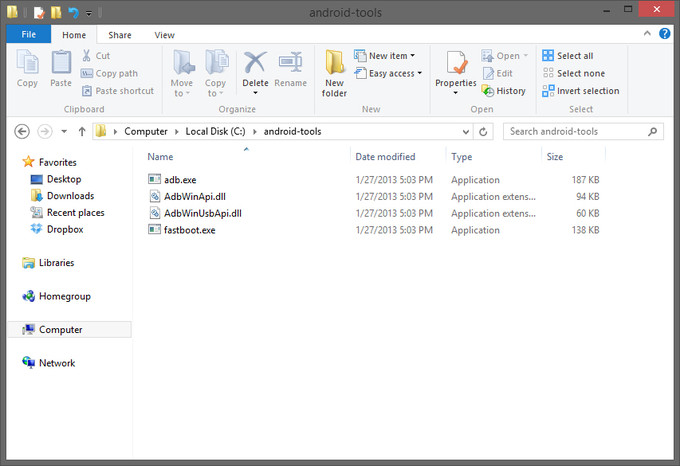 android-tools
File Home Share View
Copy
Paste
Cut
Copy path
Paste shortcut
Clipboard
Move to
Copy to
Delete
Rename
Organize
New folder
New item
Easy access
New
Properties
Open
Edit
History
Open
Select all
Select none
Invert selection
Select
Computer Local Disk (C:) android-tools
Search android-tools
Favorites
Desktop
Downloads
Recent places
Dropbox
Libraries
Homegroup
Computer
Network
Name Date modified Type Size
adb.exe 1/27/2013 5:03 PM Application 187 KB
AdbWinApi.dll 1/27/2013 5:03 PM Application extens... 94 KB
AdbWinUsbApi.dll 1/27/2013 5:03 PM Application extens... 60 KB
fastboot.exe 1/27/2013 5:03 PM Application 138 KB